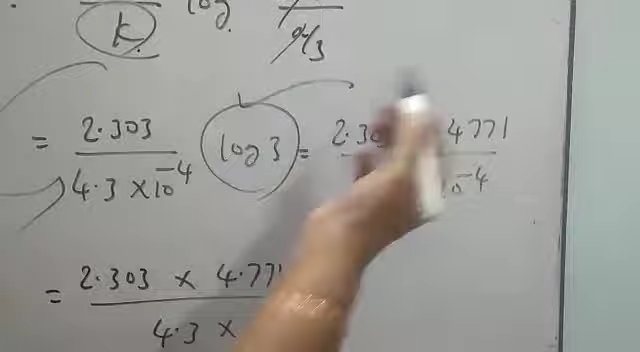 k. log a/3
= 2.303 / 4.3 × 10⁻⁴ log 3 = 2.30 4771 / 10⁻⁴
= 2.303 × 4.771 / 4.3 ×